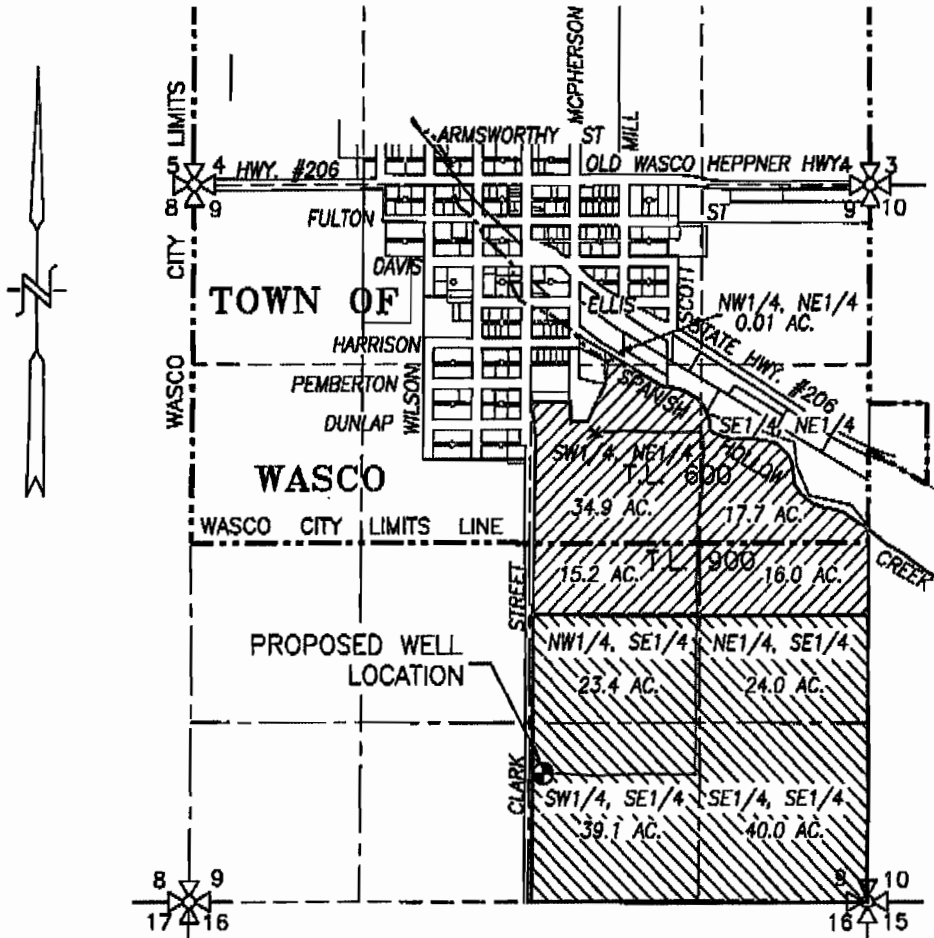 MCPHERSON
MILL
LIMITS
ARMSWORTHY ST
5 4
HWY. #206
OLD WASCO HEPPNER HWY
4 3
8 9
9 10
FULTON
ST
CITY
DAVIS
TOWN OF
ELLIS
SCOTT
NW1/4, NE1/4
0.01 AC.
HARRISON
STATE HWY. #206
WASCO
PEMBERTON
WILSON
SPANISH
DUNLAP
SE1/4, NE1/4
SW1/4, NE1/4
HOLLOW
T.L. 600
WASCO
34.9 AC.
17.7 AC.
WASCO CITY LIMITS LINE
T.L. 900
CREEK
15.2 AC.
16.0 AC.
STREET
PROPOSED WELL
LOCATION
NW1/4, SE1/4
NE1/4, SE1/4
23.4 AC.
24.0 AC.
CLARK
SW1/4, SE1/4
SE1/4, SE1/4
39.1 AC.
40.0 AC.
8 9
9 10
17 16
16 15
N